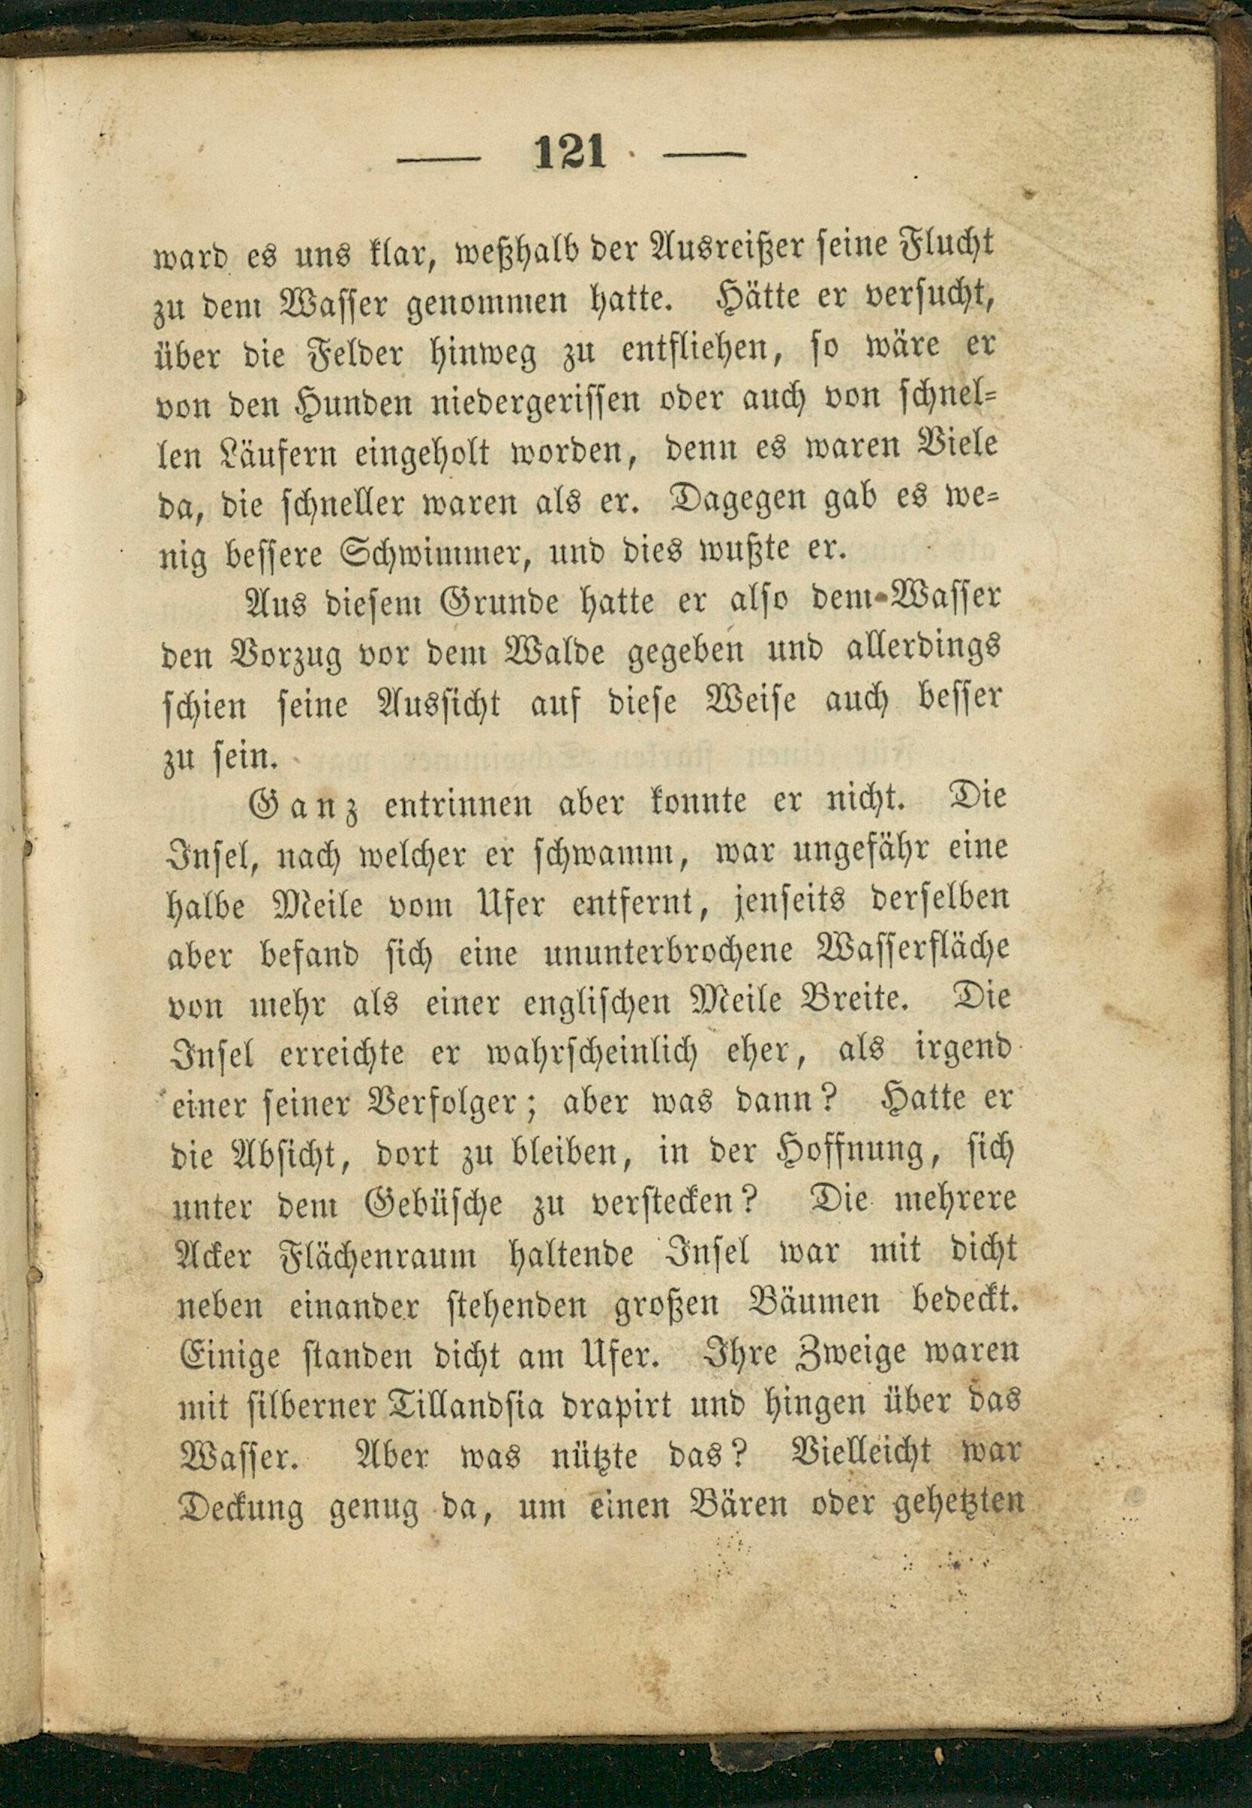 — 121 —
ward es uns klar, weßhalb der Ausreißer seine Flucht
zu dem Wasser genommen hatte. Hätte er versucht,
über die Felder hinweg zu entfliehen, so wäre er
von den Hunden niedergerissen oder auch von schnel-
len Läufern eingeholt worden, denn es waren Viele
da, die schneller waren als er. Dagegen gab es we-
nig bessere Schwimmer, und dies wußte er.
Aus diesem Grunde hatte er also dem Wasser
den Vorzug vor dem Walde gegeben und allerdings
schien seine Aussicht auf diese Weise auch besser
zu sein.
Ganz entrinnen aber konnte er nicht. Die
Insel, nach welcher er schwamm, war ungefähr eine
halbe Meile vom Ufer entfernt, jenseits derselben
aber befand sich eine ununterbrochene Wasserfläche
von mehr als einer englischen Meile Breite. Die
Insel erreichte er wahrscheinlich eher, als irgend
einer seiner Verfolger; aber was dann? Hatte er
die Absicht, dort zu bleiben, in der Hoffnung, sich
unter dem Gebüsche zu verstecken? Die mehrere
Acker Flächenraum haltende Insel war mit dicht
neben einander stehenden großen Bäumen bedeckt.
Einige standen dicht am Ufer. Ihre Zweige waren
mit silberner Tillandsia drapirt und hingen über das
Wasser. Aber was nützte das? Vielleicht war
Deckung genug da, um einen Bären oder gehetzten